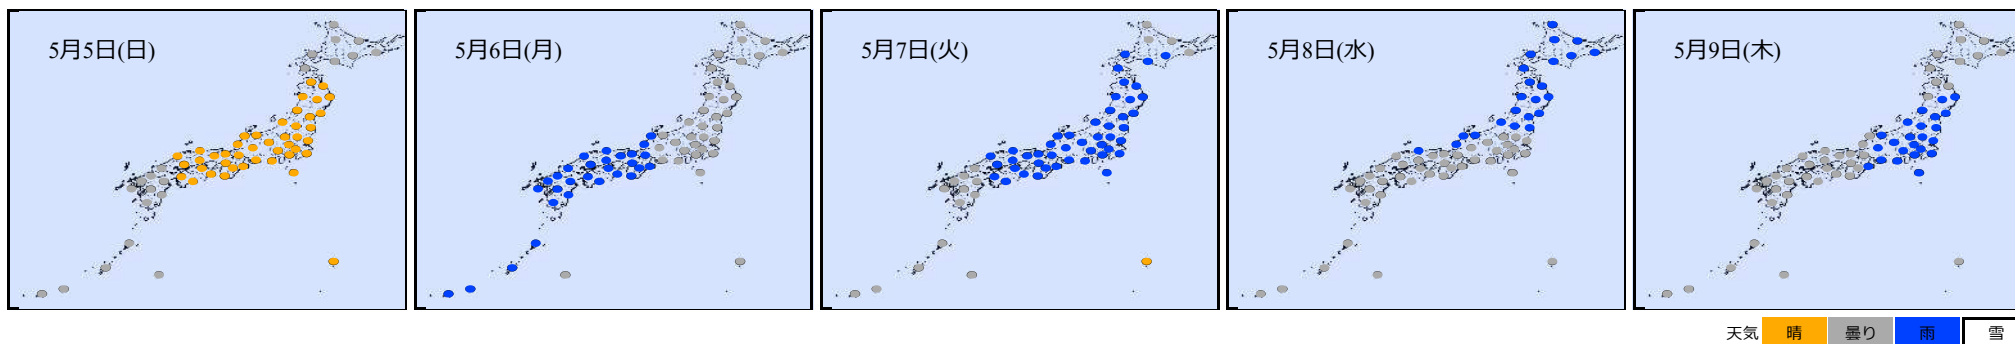 5月5日(日)
5月6日(月)
5月7日(火)
5月8日(水)
5月9日(木)
天気 晴 曇り 雨 雪